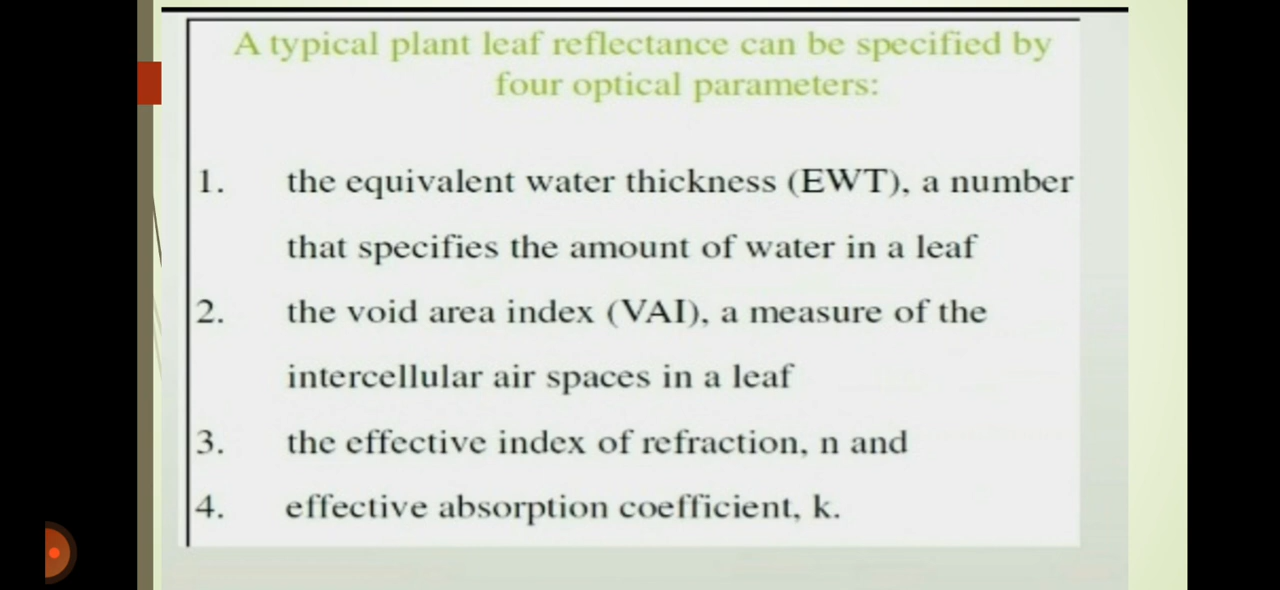 A typical plant leaf reflectance can be specified by
four optical parameters:
1. the equivalent water thickness (EWT), a number
that specifies the amount of water in a leaf
2. the void area index (VAI), a measure of the
intercellular air spaces in a leaf
3. the effective index of refraction, n and
4. effective absorption coefficient, k.